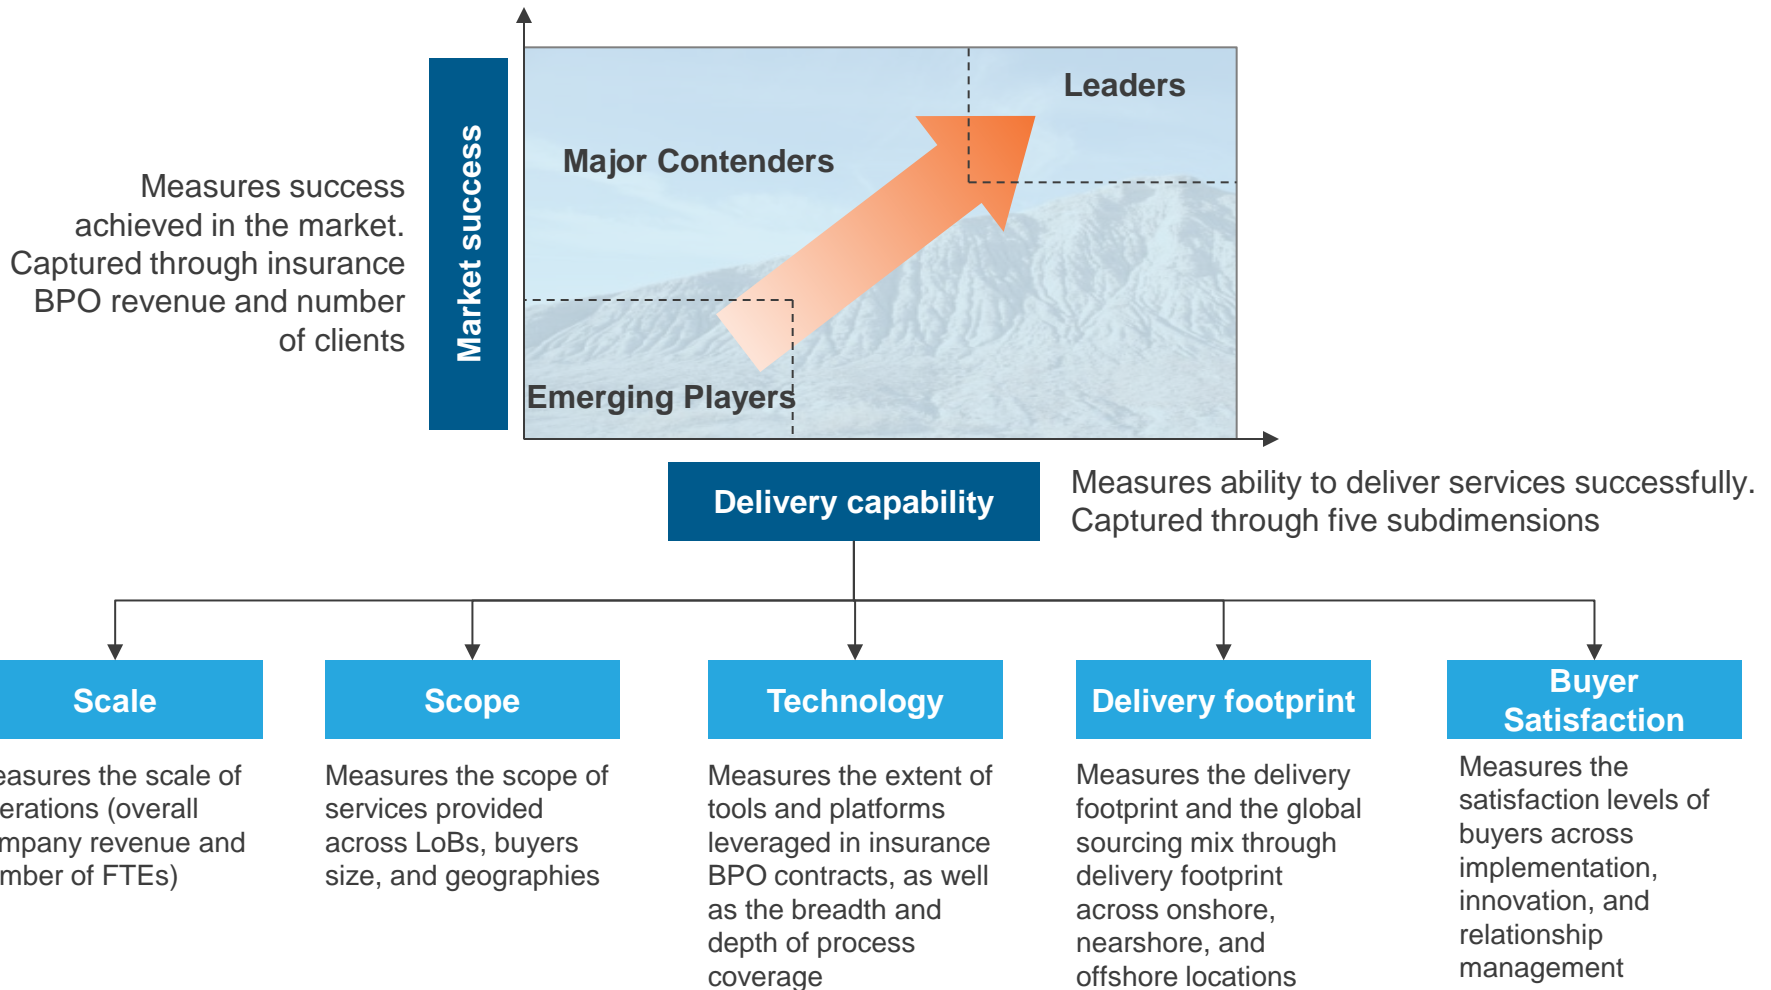 Leaders
Major Contenders
Emerging Players
Market success
Measures success
achieved in the market.
Captured through insurance
BPO revenue and number
of clients
Delivery capability
Measures ability to deliver services successfully.
Captured through five subdimensions
Scale
easures the scale of
erations (overall
mpany revenue and
mber of FTEs)
Scope
Measures the scope of
services provided
across LoBs, buyers
size, and geographies
Technology
Measures the extent of
tools and platforms
leveraged in insurance
BPO contracts, as well
as the breadth and
depth of process
coverage
Delivery footprint
Measures the delivery
footprint and the global
sourcing mix through
delivery footprint
across onshore,
nearshore, and
offshore locations
Buyer
Satisfaction
Measures the
satisfaction levels of
buyers across
implementation,
innovation, and
relationship
management